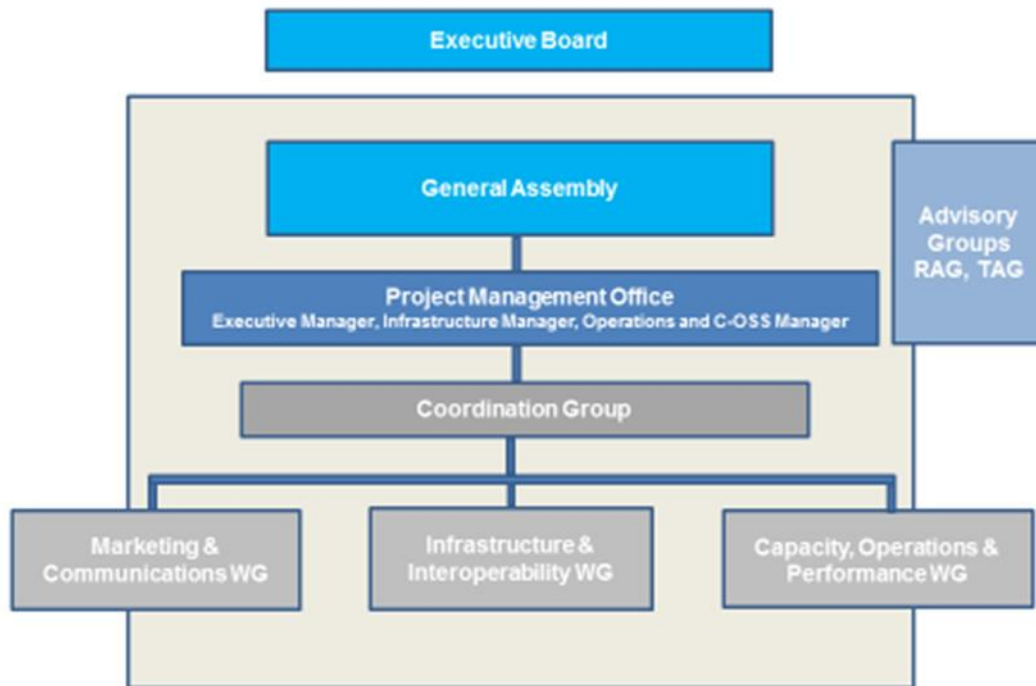 Executive Board
General Assembly
Advisory
Groups
RAG, TAG
Project Management Office
Executive Manager, Infrastructure Manager, Operations and C-OSS Manager
Coordination Group
Marketing &
Communications WG
Infrastructure &
Interoperability WG
Capacity, Operations &
Performance WG